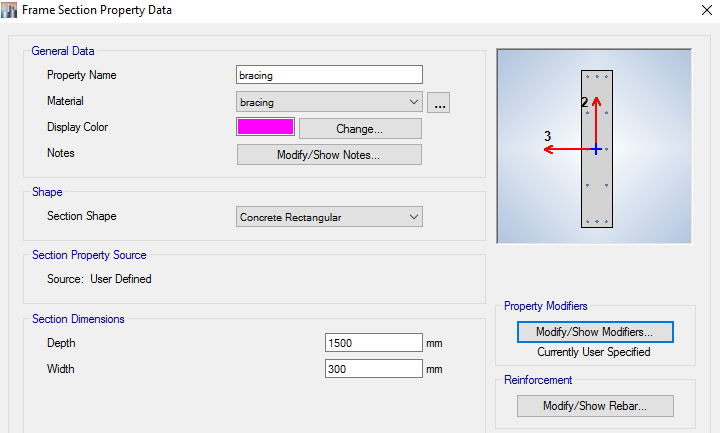 Frame Section Property Data
General Data
Property Name bracing
Material bracing ...
Display Color Change...
Notes Modify/Show Notes...
Shape
Section Shape Concrete Rectangular
Section Property Source
Source: User Defined
Section Dimensions
Depth 1500 mm
Width 300 mm
2
3
Property Modifiers
Modify/Show Modifiers...
Currently User Specified
Reinforcement
Modify/Show Rebar...